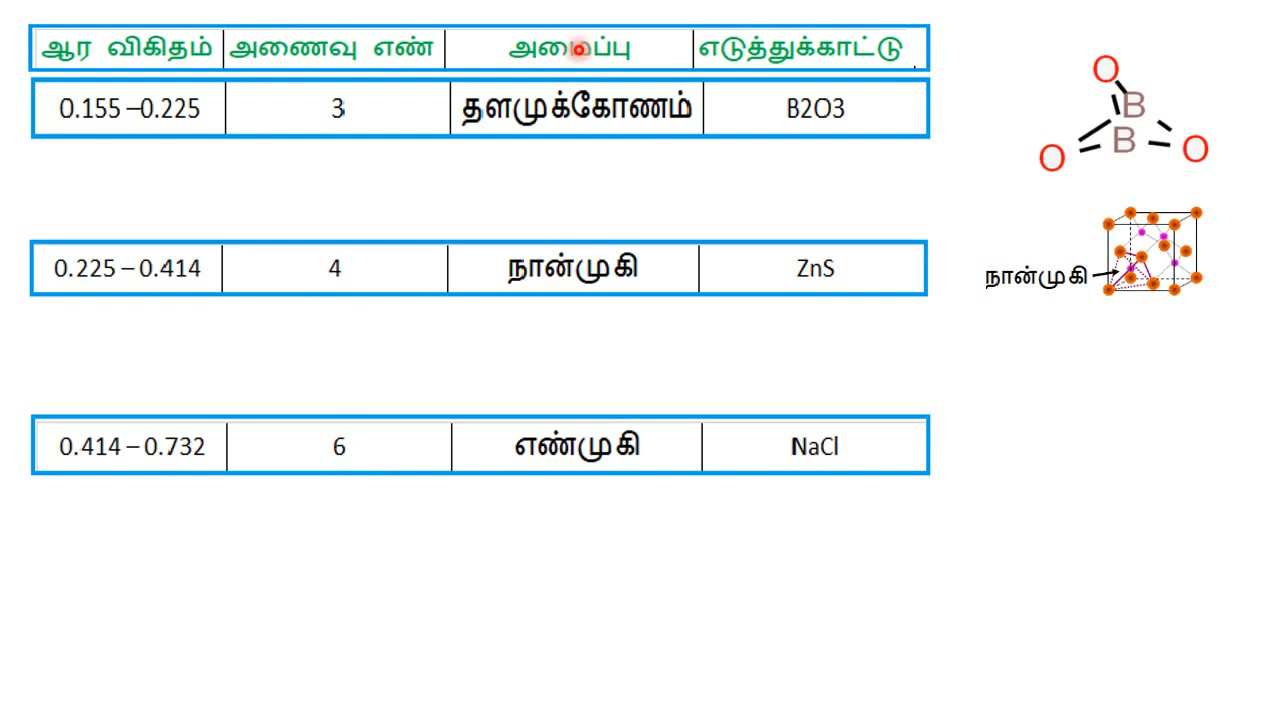 ஆர விகிதம் அணைவு எண் அமைப்பு எடுத்துக்காட்டு
0.155 –0.225 3 தளமுக்கோணம் B2O3
O
B
B
O O
0.225 – 0.414 4 நான்முகி ZnS
நான்முகி
0.414 – 0.732 6 எண்முகி NaCl